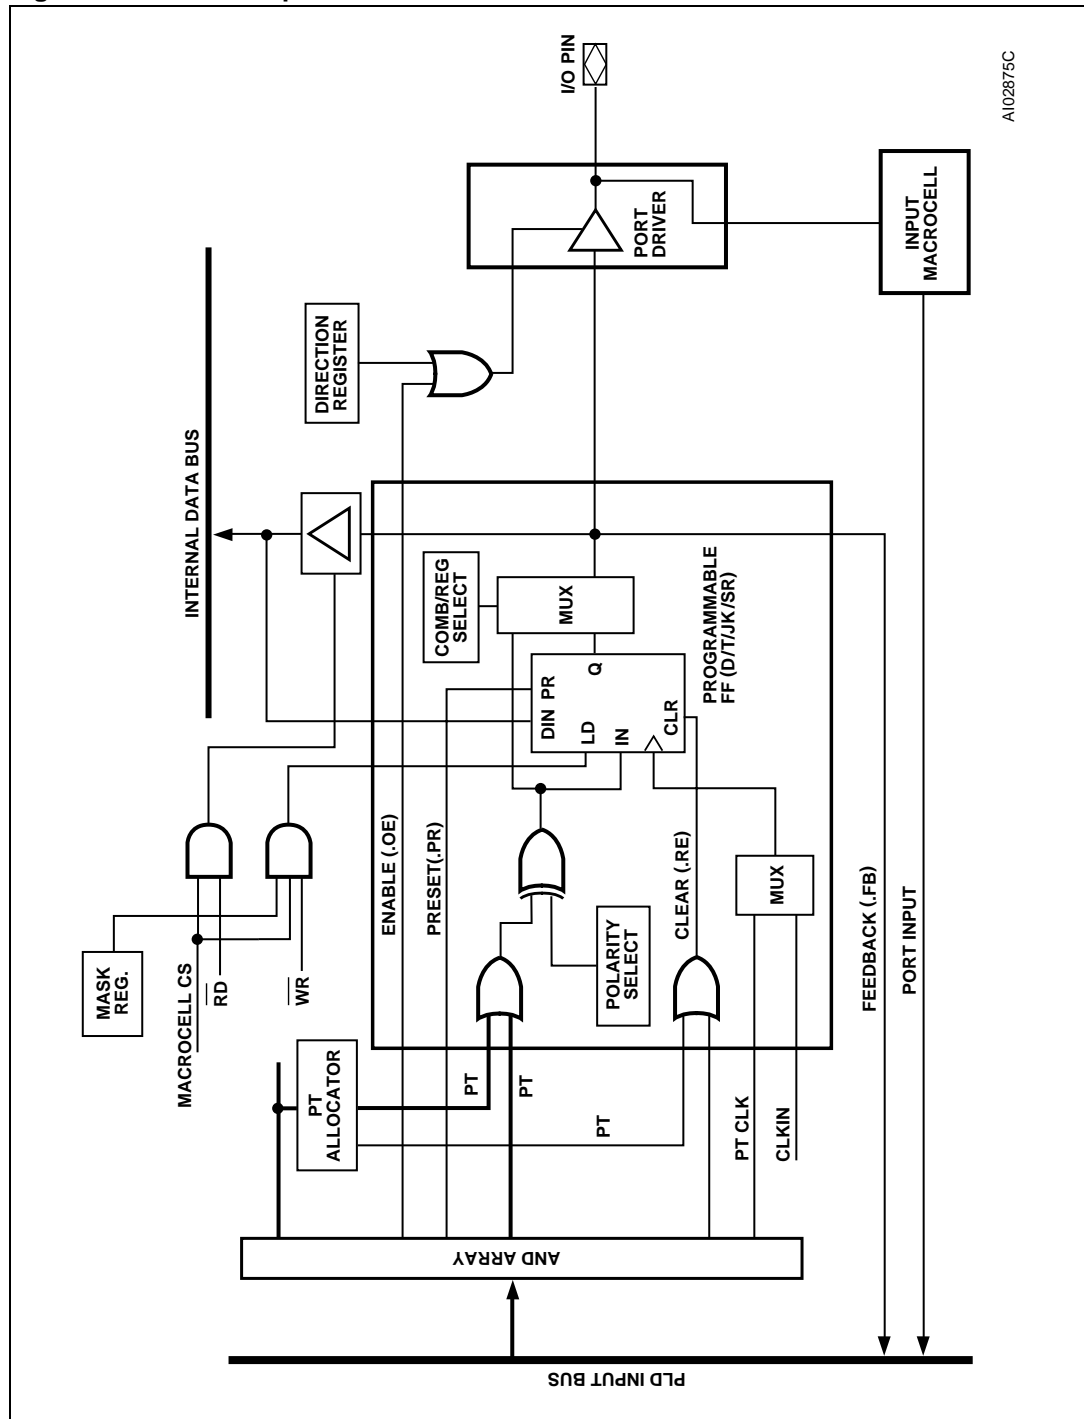 MASK
REG.
MACROCELL CS
RD
WR
INTERNAL DATA BUS
DIRECTION
REGISTER
I/O PIN
AI02875C
PT
ALLOCATOR
ENABLE (.OE)
PRESET(.PR)
COMB/REG
SELECT
MUX
PORT
DRIVER
INPUT
MACROCELL
PT
PT
DIN PR
LD
Q
IN
CLR
PROGRAMMABLE
FF (D/T/JK/SR)
POLARITY
SELECT
PT
CLEAR (.RE)
MUX
PT CLK
CLKIN
FEEDBACK (.FB)
PORT INPUT
AND ARRAY
PLD INPUT BUS